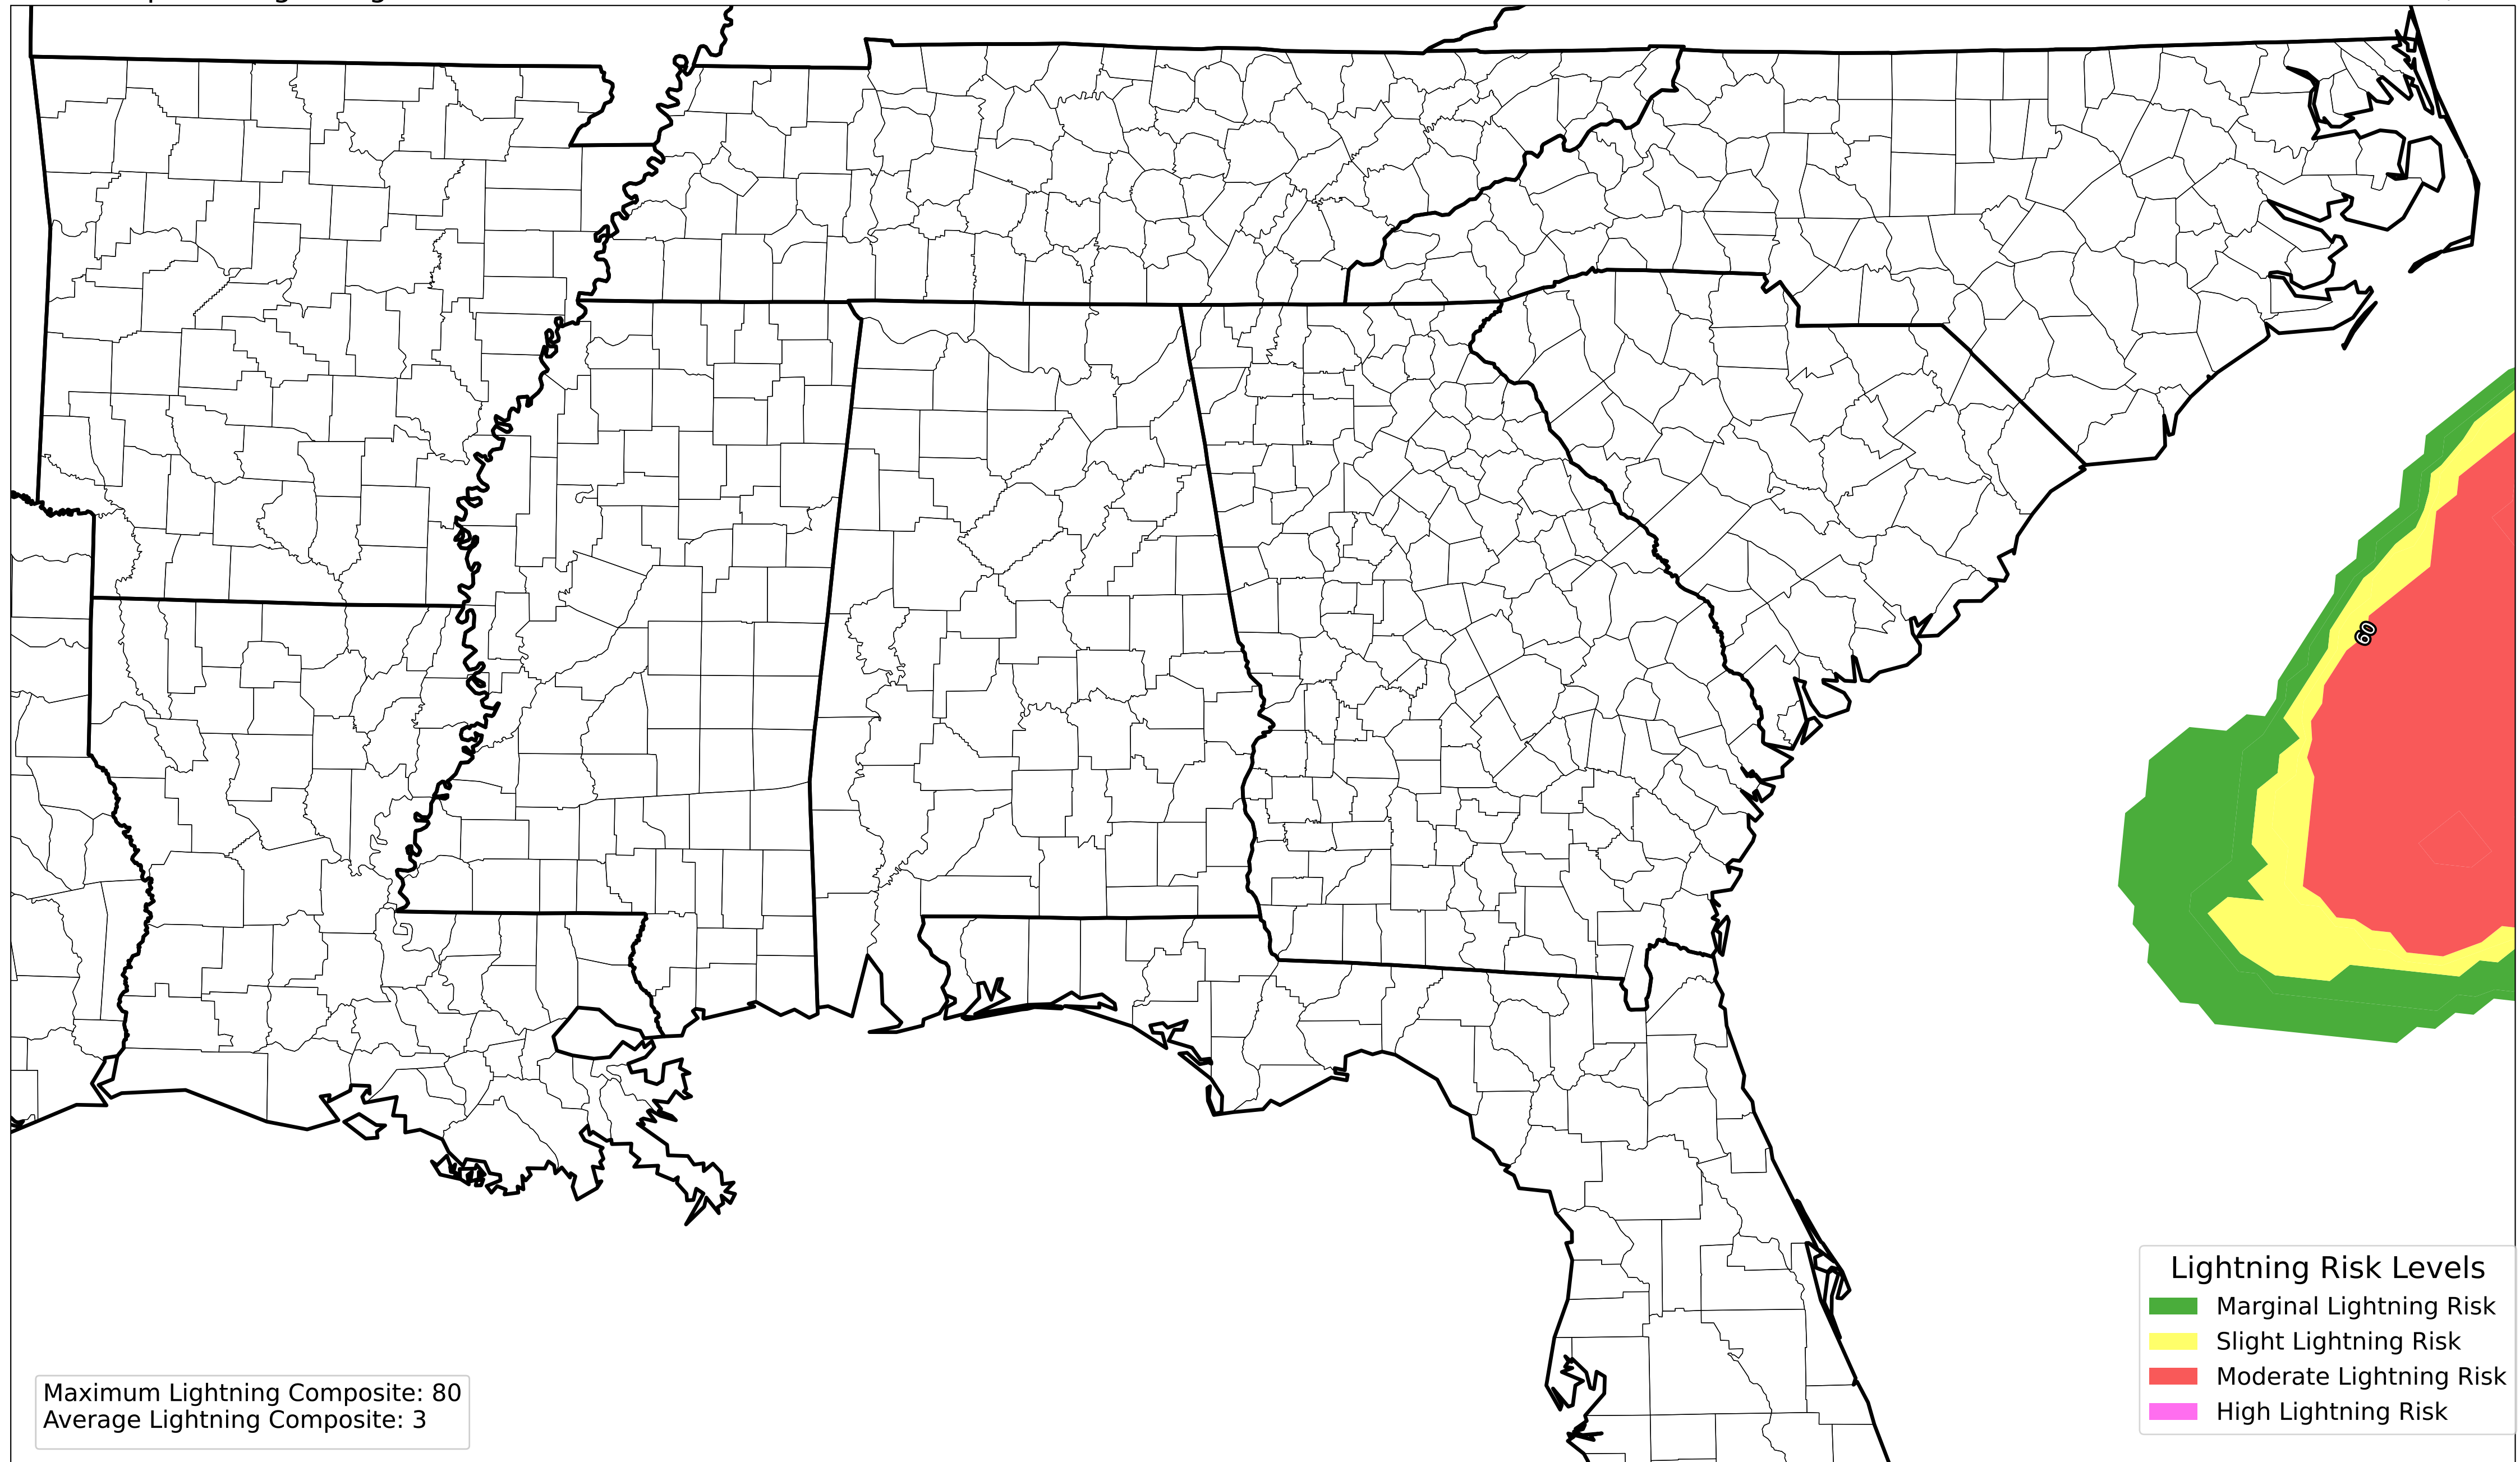 60
Lightning Risk Levels
Marginal Lightning Risk
Slight Lightning Risk
Moderate Lightning Risk
High Lightning Risk
Maximum Lightning Composite: 80
Average Lightning Composite: 3